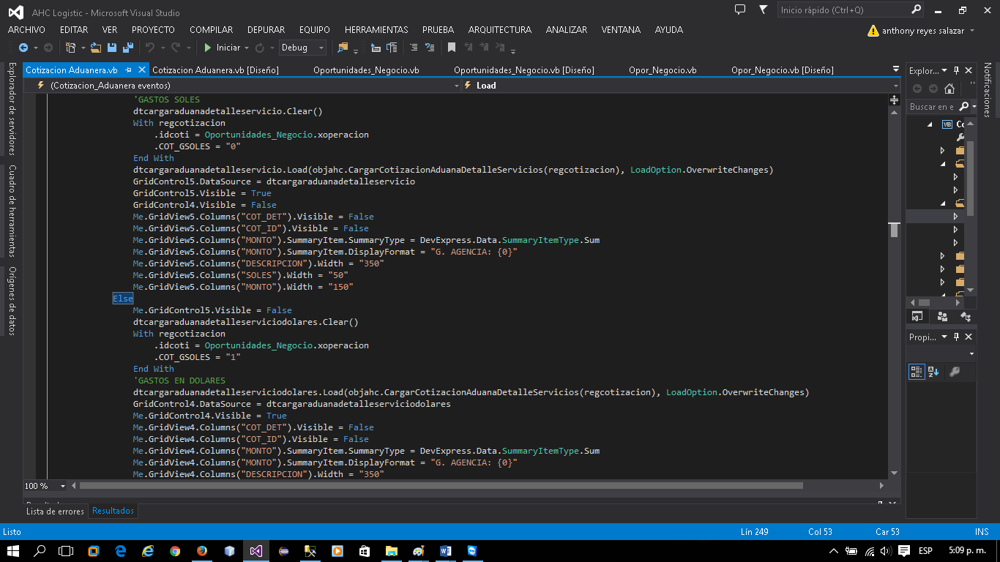 AHC Logistic - Microsoft Visual Studio
Inicio rápido (Ctrl+Q)
ARCHIVO EDITAR VER PROYECTO COMPILAR DEPURAR EQUIPO HERRAMIENTAS PRUEBA ARQUITECTURA ANALIZAR VENTANA AYUDA
anthony reyes salazar
Iniciar
Debug
Cotizacion Aduanera.vb
Cotizacion Aduanera.vb [Diseño]
Oportunidades_Negocio.vb
Oportunidades_Negocio.vb [Diseño]
Opor_Negocio.vb
Opor_Negocio.vb [Diseño]
(Cotizacion_Aduanera eventos)
Load
Explorador de servidores
Cuadro de herramientas
Orígenes de datos
'GASTOS SOLES
dtcargaraduanadetalleservicio.Clear()
With regcotizacion
.idcoti = Oportunidades_Negocio.xoperacion
.COT_GSOLES = "0"
End With
dtcargaraduanadetalleservicio.Load(objahc.CargarCotizacionAduanaDetalleServicios(regcotizacion), LoadOption.OverwriteChanges)
GridControl5.DataSource = dtcargaraduanadetalleservicio
GridControl5.Visible = True
GridControl4.Visible = False
Me.GridView5.Columns("COT_DET").Visible = False
Me.GridView5.Columns("COT_ID").Visible = False
Me.GridView5.Columns("MONTO").SummaryItem.SummaryType = DevExpress.Data.SummaryItemType.Sum
Me.GridView5.Columns("MONTO").SummaryItem.DisplayFormat = "G. AGENCIA: {0}"
Me.GridView5.Columns("DESCRIPCION").Width = "350"
Me.GridView5.Columns("SOLES").Width = "50"
Me.GridView5.Columns("MONTO").Width = "150"
Else
Me.GridControl5.Visible = False
dtcargaraduanadetalleserviciodolares.Clear()
With regcotizacion
.idcoti = Oportunidades_Negocio.xoperacion
.COT_GSOLES = "1"
End With
'GASTOS EN DOLARES
dtcargaraduanadetalleserviciodolares.Load(objahc.CargarCotizacionAduanaDetalleServicios(regcotizacion), LoadOption.OverwriteChanges)
GridControl4.DataSource = dtcargaraduanadetalleserviciodolares
Me.GridControl4.Visible = True
Me.GridView4.Columns("COT_DET").Visible = False
Me.GridView4.Columns("COT_ID").Visible = False
Me.GridView4.Columns("MONTO").SummaryItem.SummaryType = DevExpress.Data.SummaryItemType.Sum
Me.GridView4.Columns("MONTO").SummaryItem.DisplayFormat = "G. AGENCIA: {0}"
Me.GridView4.Columns("DESCRIPCION").Width = "350"
100 %
Explor...
Buscar en e
VB Co
Propi...
Notificaciones
Lista de errores
Resultados
Listo
Lín 249
Col 53
Car 53
INS
ESP
5:09 p. m.